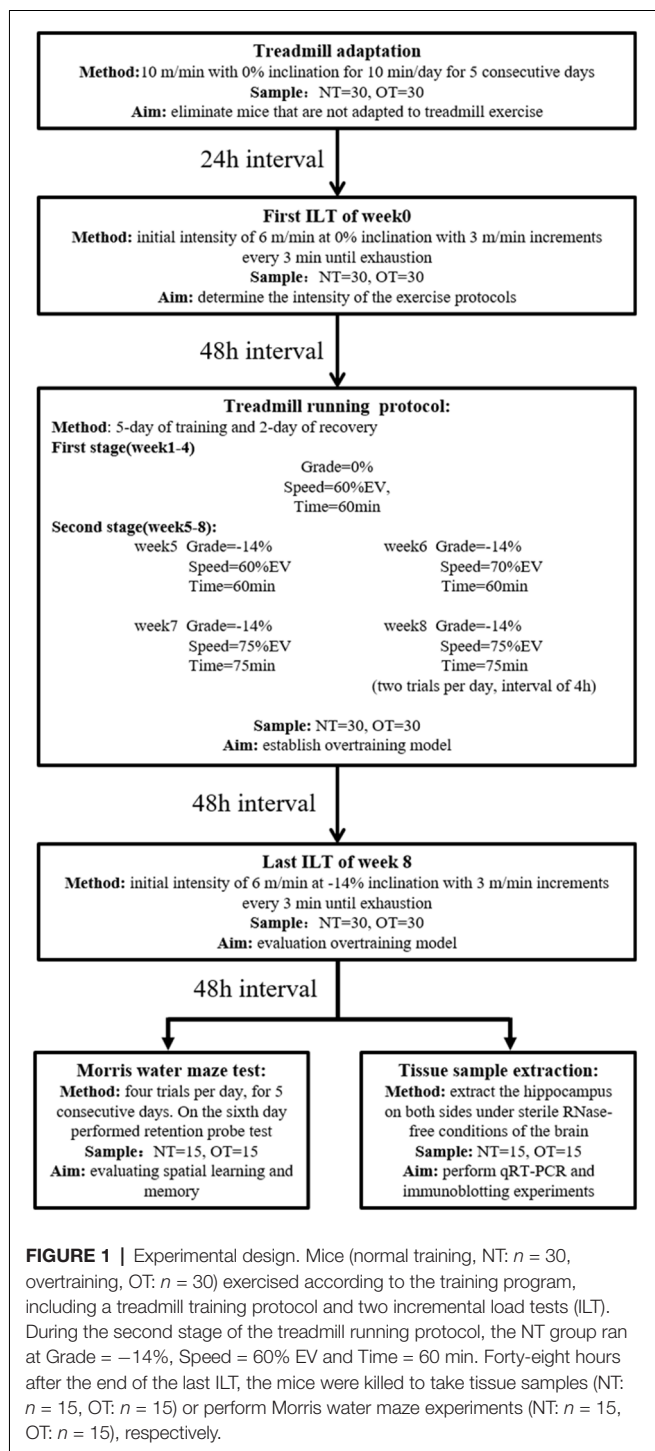 Treadmill adaptation
Method:10 m/min with 0% inclination for 10 min/day for 5 consecutive days
Sample: NT=30, OT=30
Aim: eliminate mice that are not adapted to treadmill exercise
24h interval
First ILT of week0
Method: initial intensity of 6 m/min at 0% inclination with 3 m/min increments
every 3 min until exhaustion
Sample: NT=30, OT=30
Aim: determine the intensity of the exercise protocols
48h interval
Treadmill running protocol:
Method: 5-day of training and 2-day of recovery
First stage(week1-4)
Grade=0%
Speed=60%EV,
Time=60min
Second stage(week5-8):
week5 Grade=-14%
Speed=60%EV
Time=60min
week6 Grade=-14%
Speed=70%EV
Time=60min
week7 Grade=-14%
Speed=75%EV
Time=75min
week8 Grade=-14%
Speed=75%EV
Time=75min
(two trials per day, interval of 4h)
Sample: NT=30, OT=30
Aim: establish overtraining model
48h interval
Last ILT of week 8
Method: initial intensity of 6 m/min at -14% inclination with 3 m/min increments
every 3 min until exhaustion
Sample: NT=30, OT=30
Aim: evaluation overtraining model
48h interval
Morris water maze test:
Method: four trials per day, for 5
consecutive days. On the sixth day
performed retention probe test
Sample: NT=15, OT=15
Aim: evaluating spatial learning and
memory
Tissue sample extraction:
Method: extract the hippocampus
on both sides under sterile RNase-
free conditions of the brain
Sample: NT=15, OT=15
Aim: perform qRT-PCR and
immunoblotting experiments
FIGURE 1 | Experimental design. Mice (normal training, NT: n = 30,
overtraining, OT: n = 30) exercised according to the training program,
including a treadmill training protocol and two incremental load tests (ILT).
During the second stage of the treadmill running protocol, the NT group ran
at Grade = −14%, Speed = 60% EV and Time = 60 min. Forty-eight hours
after the end of the last ILT, the mice were killed to take tissue samples (NT:
n = 15, OT: n = 15) or perform Morris water maze experiments (NT: n = 15,
OT: n = 15), respectively.